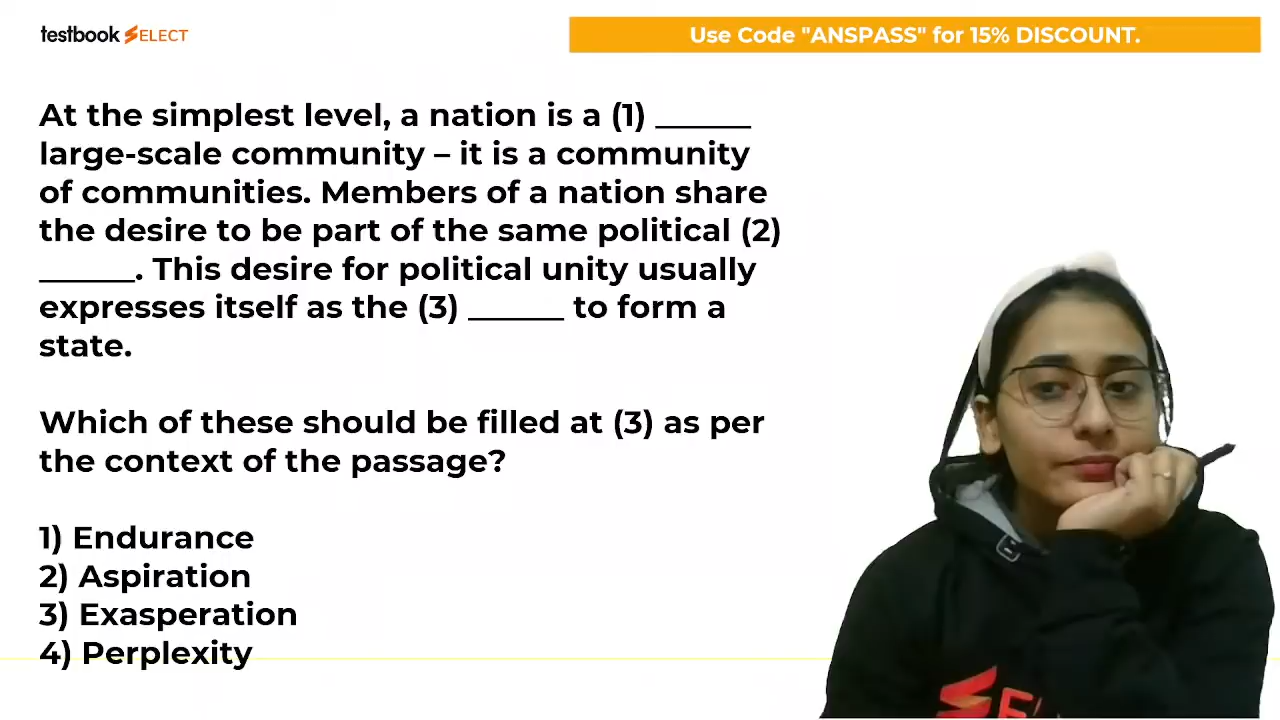 testbook SELECT
Use Code "ANSPASS" for 15% DISCOUNT.
At the simplest level, a nation is a (1) ______
large-scale community – it is a community
of communities. Members of a nation share
the desire to be part of the same political (2)
______. This desire for political unity usually
expresses itself as the (3) ______ to form a
state.
Which of these should be filled at (3) as per
the context of the passage?
1) Endurance
2) Aspiration
3) Exasperation
4) Perplexity